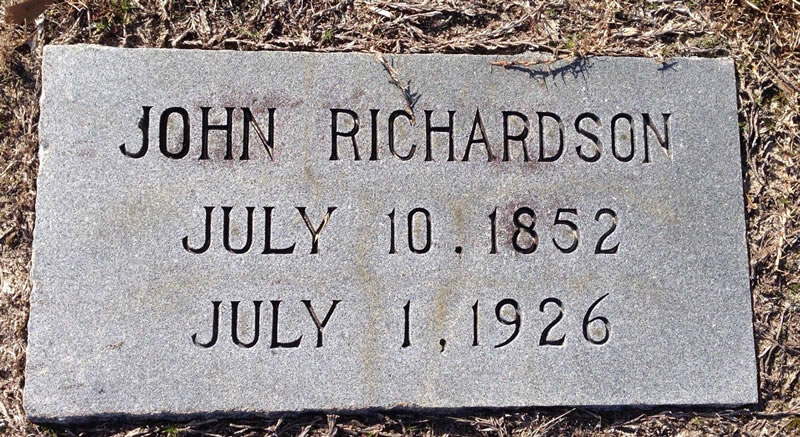 JOHN RICHARDSON
JULY 10. 1852
JULY 1, 1926